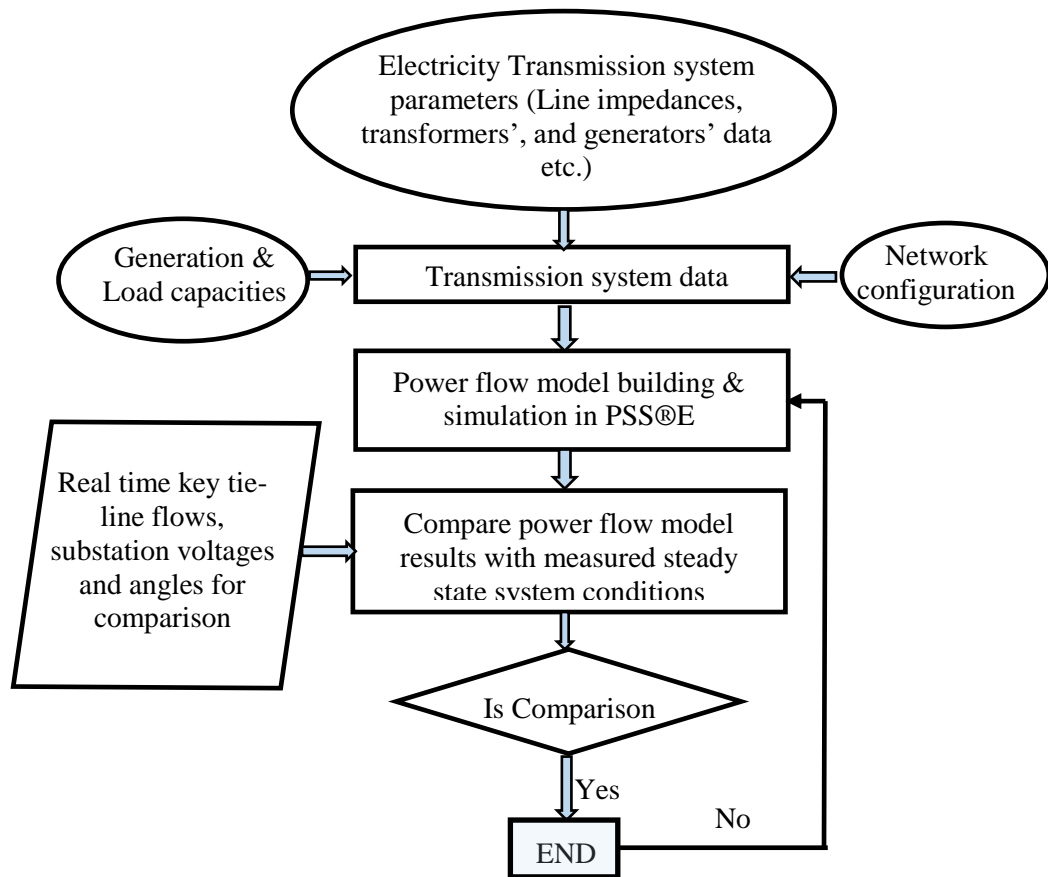 Electricity Transmission system
parameters (Line impedances,
transformers’, and generators’ data
etc.)
Generation &
Load capacities
Transmission system data
Network
configuration
Power flow model building &
simulation in PSS®E
Real time key tie-
line flows,
substation voltages
and angles for
comparison
Compare power flow model
results with measured steady
state system conditions
Is Comparison
Yes
No
END